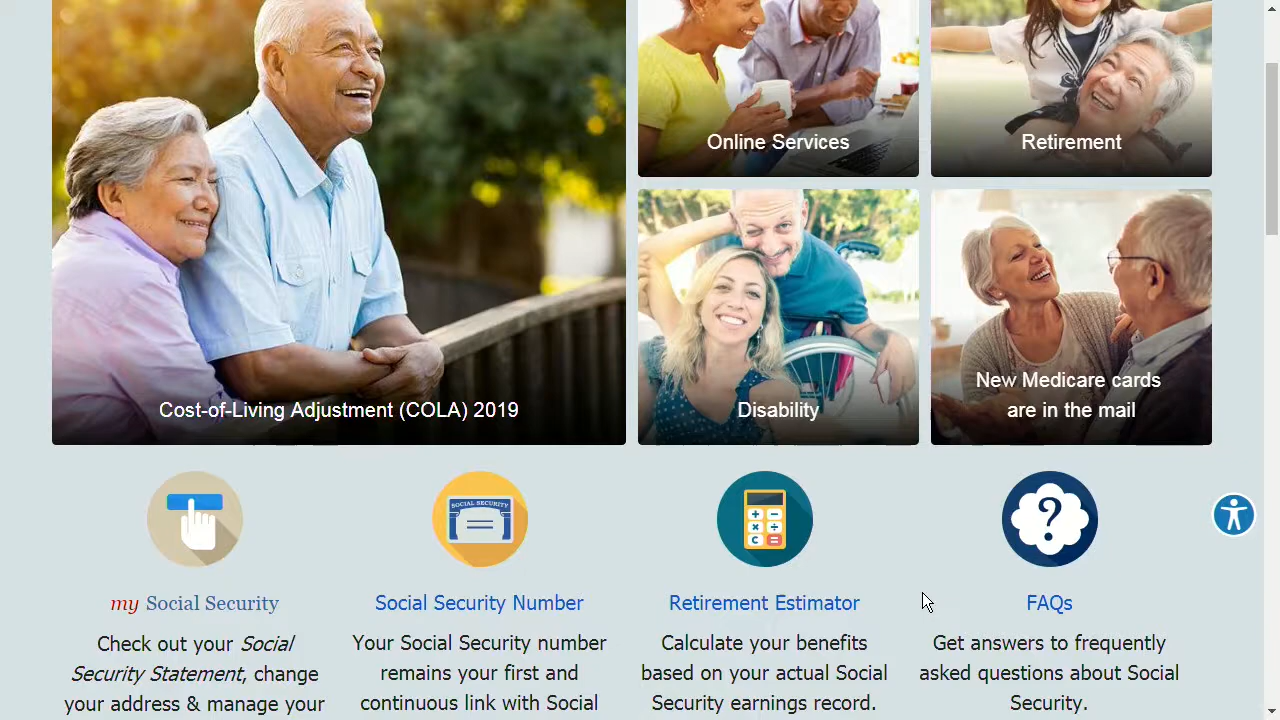 Online Services
Retirement
Cost-of-Living Adjustment (COLA) 2019
Disability
New Medicare cards
are in the mail
SOCIAL SECURITY
my Social Security
Check out your Social
Security Statement, change
your address & manage your
Social Security Number
Your Social Security number
remains your first and
continuous link with Social
Retirement Estimator
Calculate your benefits
based on your actual Social
Security earnings record.
FAQs
Get answers to frequently
asked questions about Social
Security.